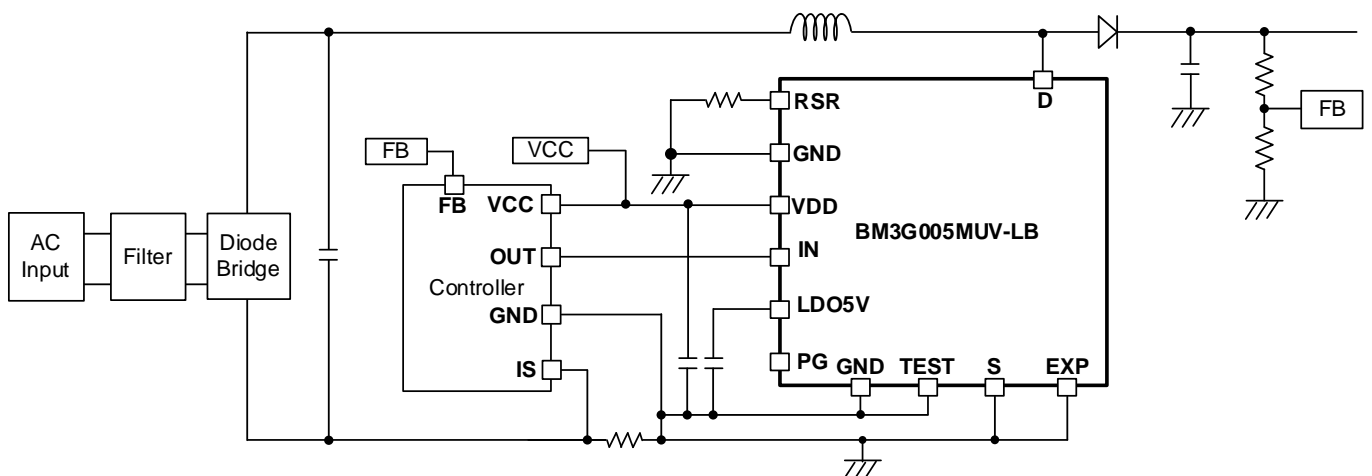 RSR
D
FB
FB
VCC
GND
FB
VCC
VDD
BM3G005MUV-LB
AC
Input
Filter
Diode
Bridge
OUT
IN
Controller
GND
LDO5V
IS
PG
GND
TEST
S
EXP